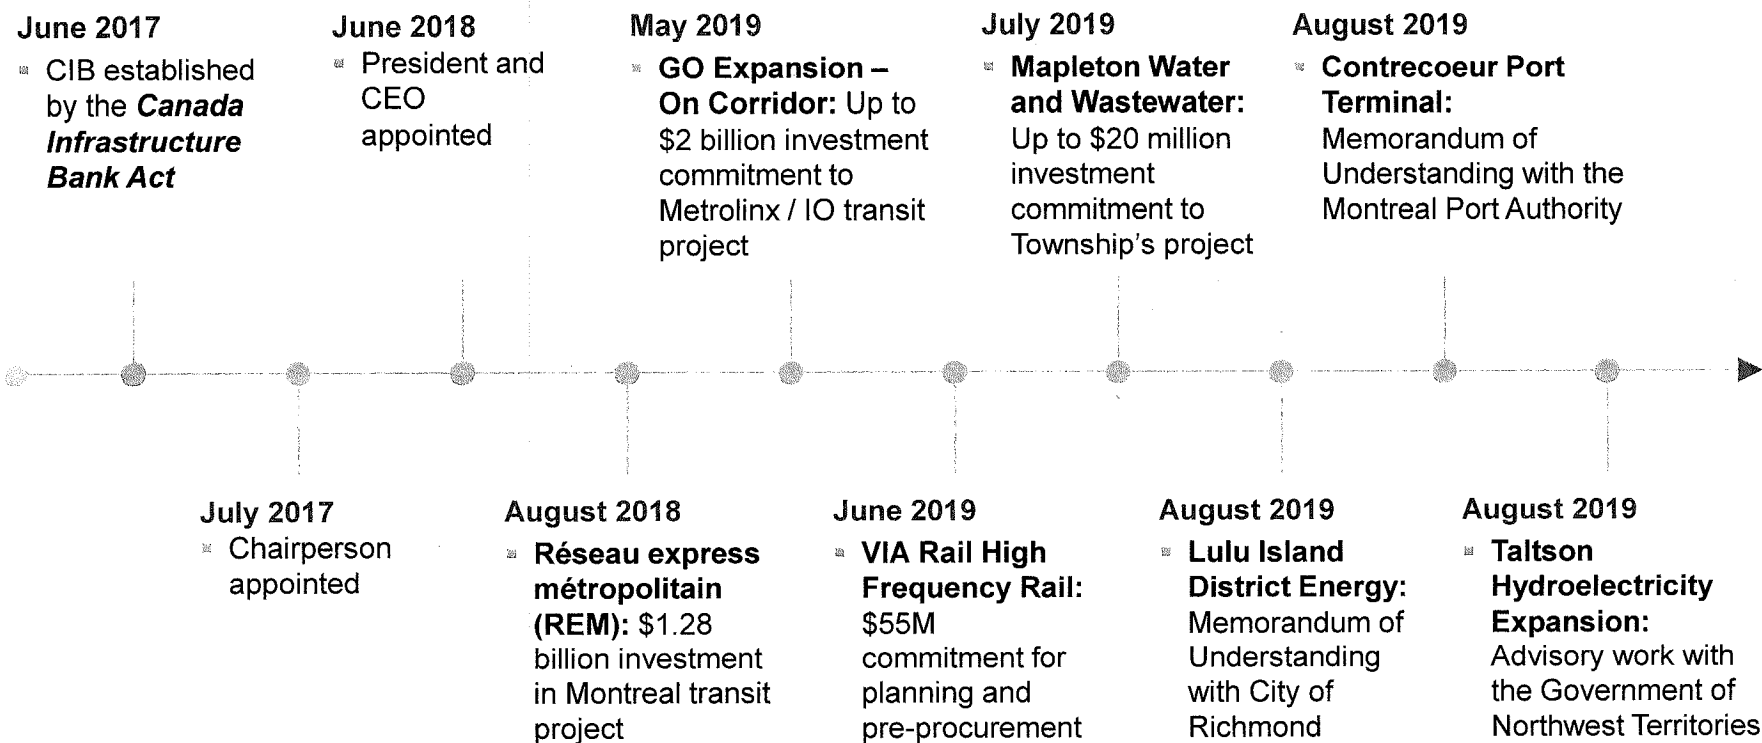 June 2017
CIB established
by the Canada
Infrastructure
Bank Act
June 2018
President and
CEO
appointed
May 2019
GO Expansion –
On Corridor: Up to
$2 billion investment
commitment to
Metrolinx / IO transit
project
July 2019
Mapleton Water
and Wastewater:
Up to $20 million
investment
commitment to
Township's project
August 2019
Contrecoeur Port
Terminal:
Memorandum of
Understanding with the
Montreal Port Authority
July 2017
Chairperson
appointed
August 2018
Réseau express
métropolitain
(REM): $1.28
billion investment
in Montreal transit
project
June 2019
VIA Rail High
Frequency Rail:
$55M
commitment for
planning and
pre-procurement
August 2019
Lulu Island
District Energy:
Memorandum of
Understanding
with City of
Richmond
August 2019
Taltson
Hydroelectricity
Expansion:
Advisory work with
the Government of
Northwest Territories